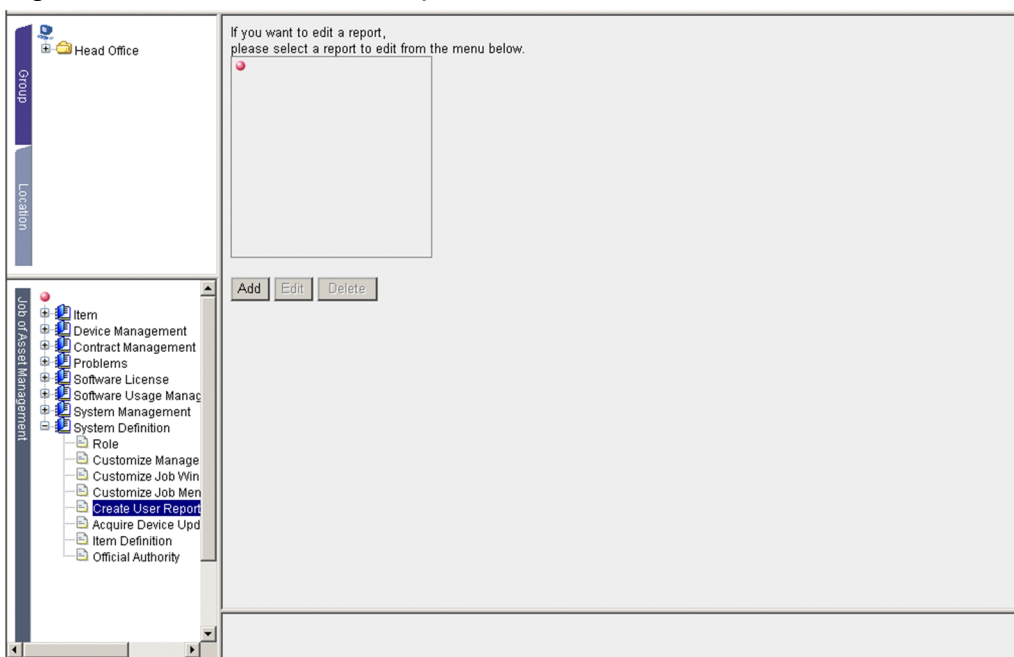 Head Office
Group
Location
If you want to edit a report,
please select a report to edit from the menu below.
Add Edit Delete
Job of Asset Management
Item
Device Management
Contract Management
Problems
Software License
Software Usage Manag
System Management
System Definition
Role
Customize Manage
Customize Job Win
Customize Job Men
Create User Report
Acquire Device Upd
Item Definition
Official Authority